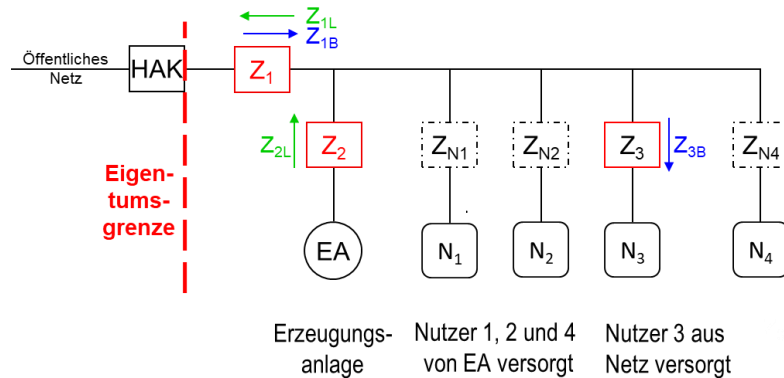 Z1L
Z1B
Öffentliches
Netz
HAK
Z1
Z2L
Z2
ZN1
ZN2
Z3
Z3B
ZN4
Eigen-
tums-
grenze
EA
N1
N2
N3
N4
Erzeugungs-
anlage
Nutzer 1, 2 und 4
von EA versorgt
Nutzer 3 aus
Netz versorgt